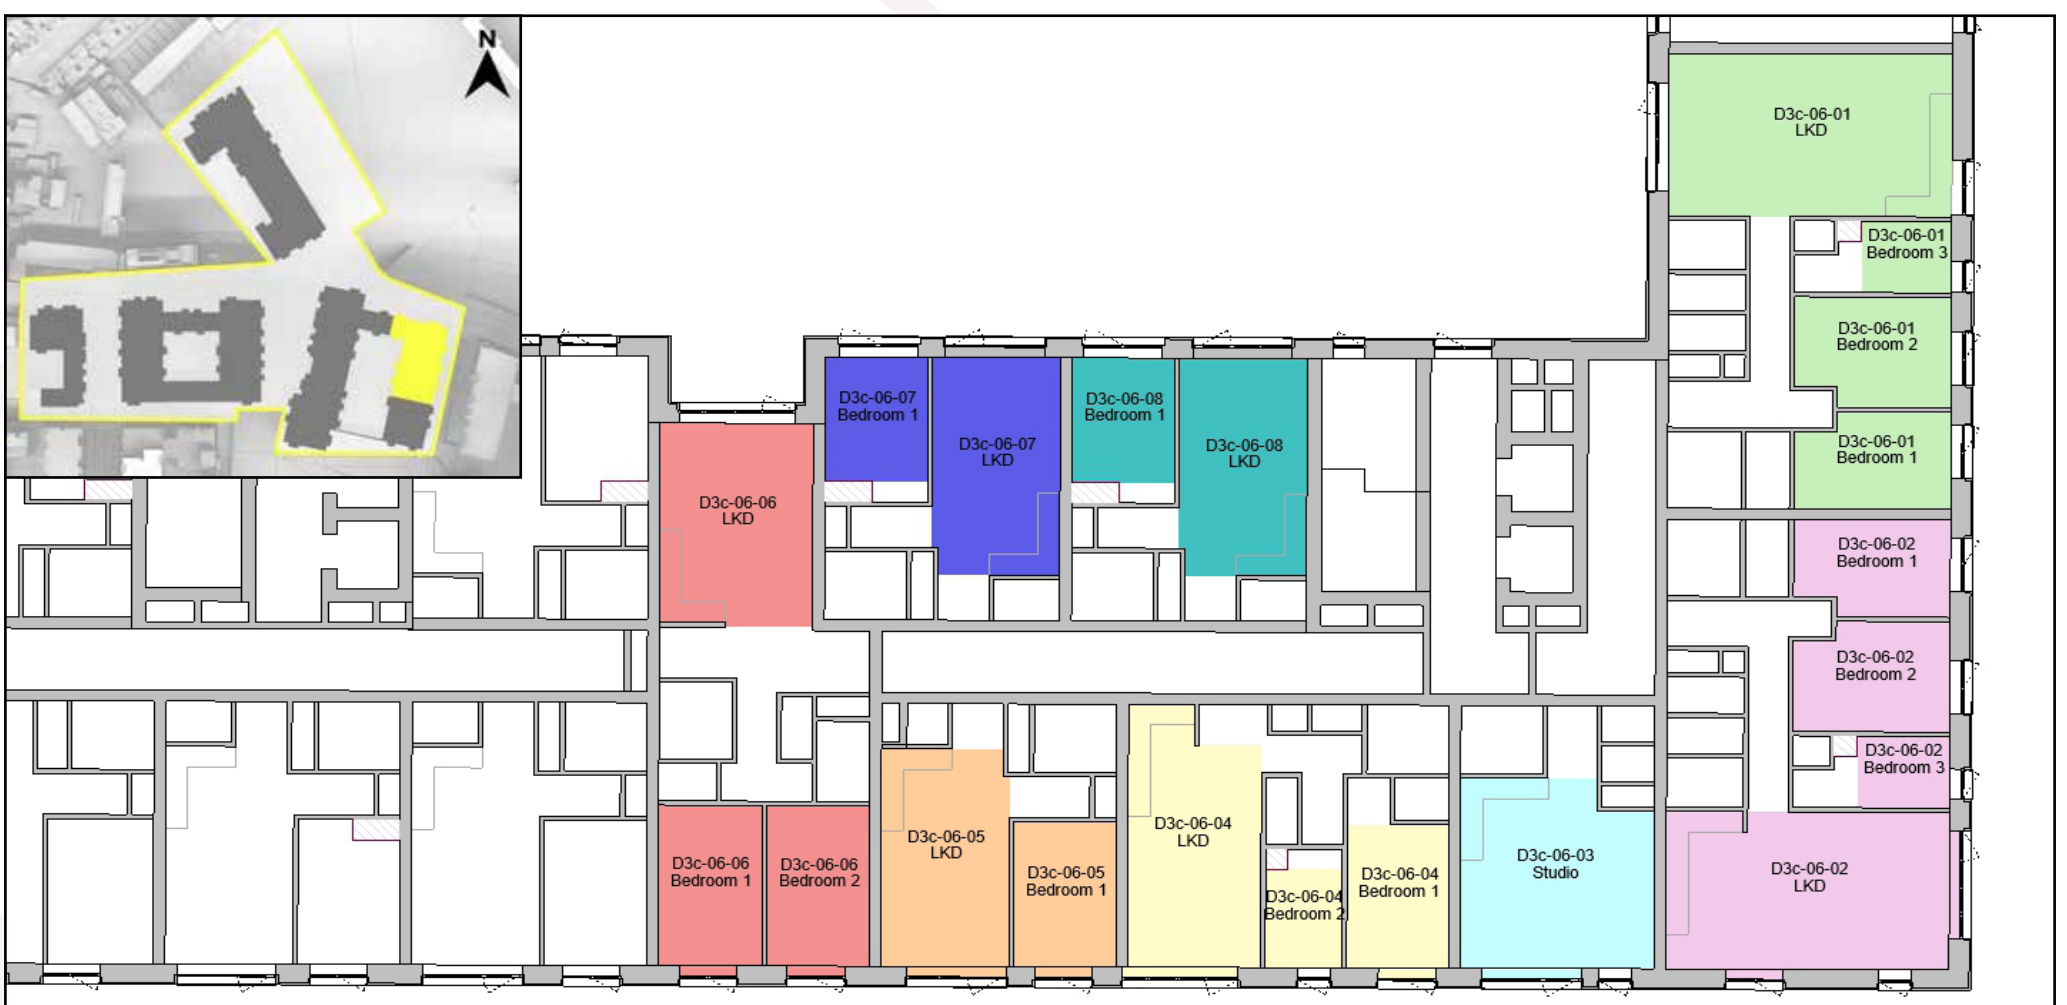 N
D3c-06-01
LKD
D3c-06-01
Bedroom 3
D3c-06-01
Bedroom 2
D3c-06-01
Bedroom 1
D3c-06-07
Bedroom 1
D3c-06-07
LKD
D3c-06-08
Bedroom 1
D3c-06-08
LKD
D3c-06-06
LKD
D3c-06-02
Bedroom 1
D3c-06-02
Bedroom 2
D3c-06-02
Bedroom 3
D3c-06-06
Bedroom 1
D3c-06-06
Bedroom 2
D3c-06-05
LKD
D3c-06-05
Bedroom 1
D3c-06-04
LKD
D3c-06-04
Bedroom 2
D3c-06-04
Bedroom 1
D3c-06-03
Studio
D3c-06-02
LKD